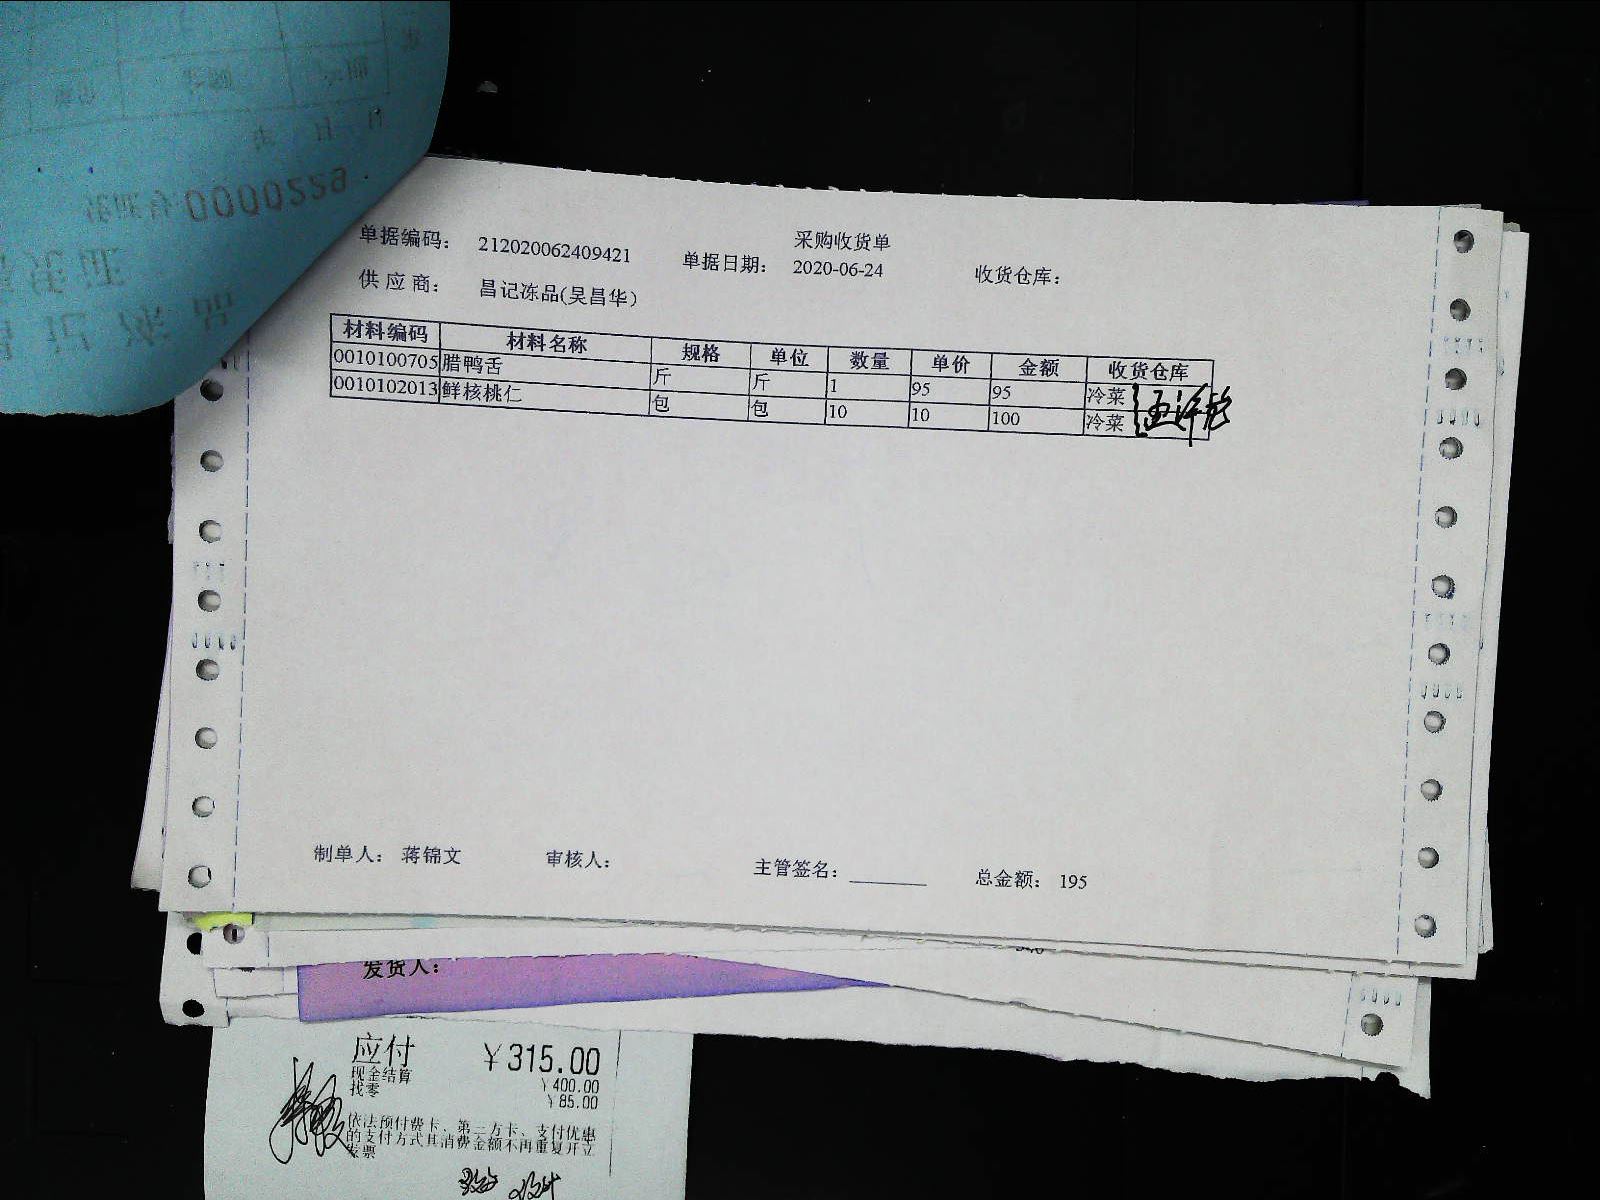 采购收货单
单据编码： 212020062409421 单据日期： 2020-06-24 收货仓库：
供应商： 昌记冻品(吴昌华)
材料编码 材料名称 规格 单位 数量 单价 金额 收货仓库
0010100705 腊鸭舌 斤 斤 1 95 95 冷菜
0010102013 鲜核桃仁 包 包 10 10 100 冷菜
制单人： 蒋锦文 审核人： 主管签名： 总金额： 195
发货人：
应付 ￥315.00
现金结算 ￥400.00
找零 ￥85.00
依法预付费卡、第三方卡、支付优惠
的支付方式其消费金额不再重复开立
发票
0000229